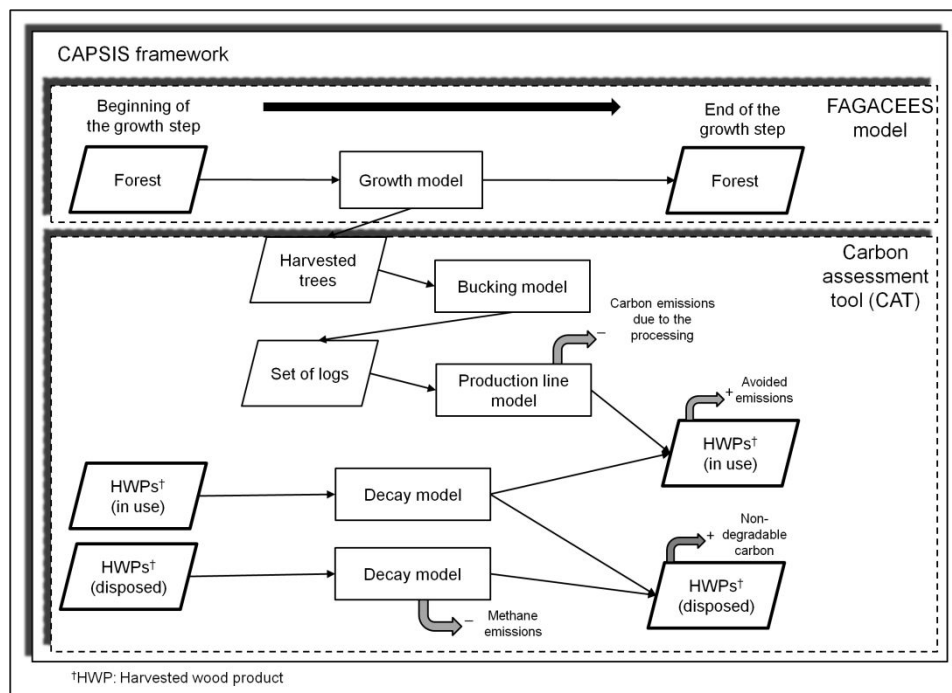 CAPSIS framework
Beginning of
the growth step
End of the
growth step
FAGACEES
model
Forest
Growth model
Forest
Carbon
assessment
tool (CAT)
Harvested
trees
Bucking model
Carbon emissions
due to the
processing
−
Set of logs
Production line
model
+ Avoided
emissions
HWPs†
(in use)
HWPs†
(in use)
Decay model
Non-
degradable
carbon
+
HWPs†
(disposed)
Decay model
HWPs†
(disposed)
− Methane
emissions
†HWP: Harvested wood product